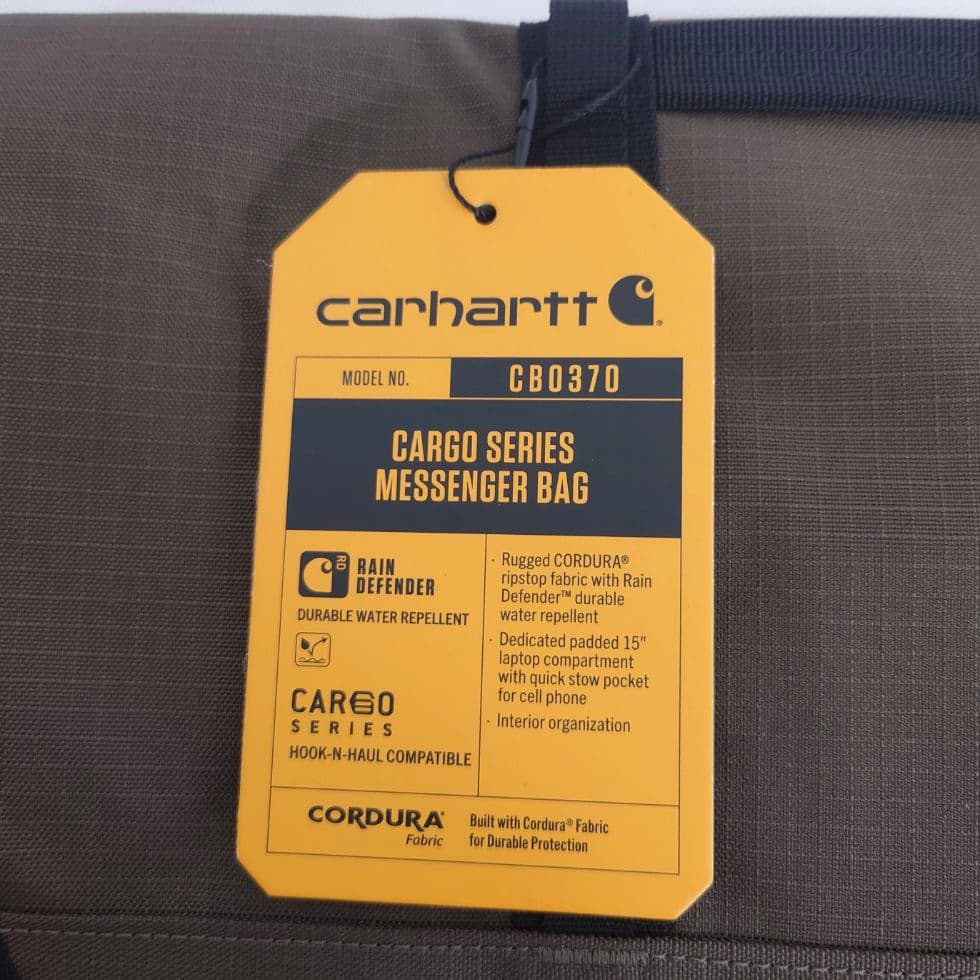 carhartt
MODEL NO. CB0370
CARGO SERIES
MESSENGER BAG
RD
RAIN
DEFENDER
DURABLE WATER REPELLENT
CARGO
SERIES
HOOK-N-HAUL COMPATIBLE
· Rugged CORDURA®
ripstop fabric with Rain
Defender™ durable
water repellent
· Dedicated padded 15"
laptop compartment
with quick stow pocket
for cell phone
· Interior organization
CORDURA®
Fabric
Built with Cordura® Fabric
for Durable Protection